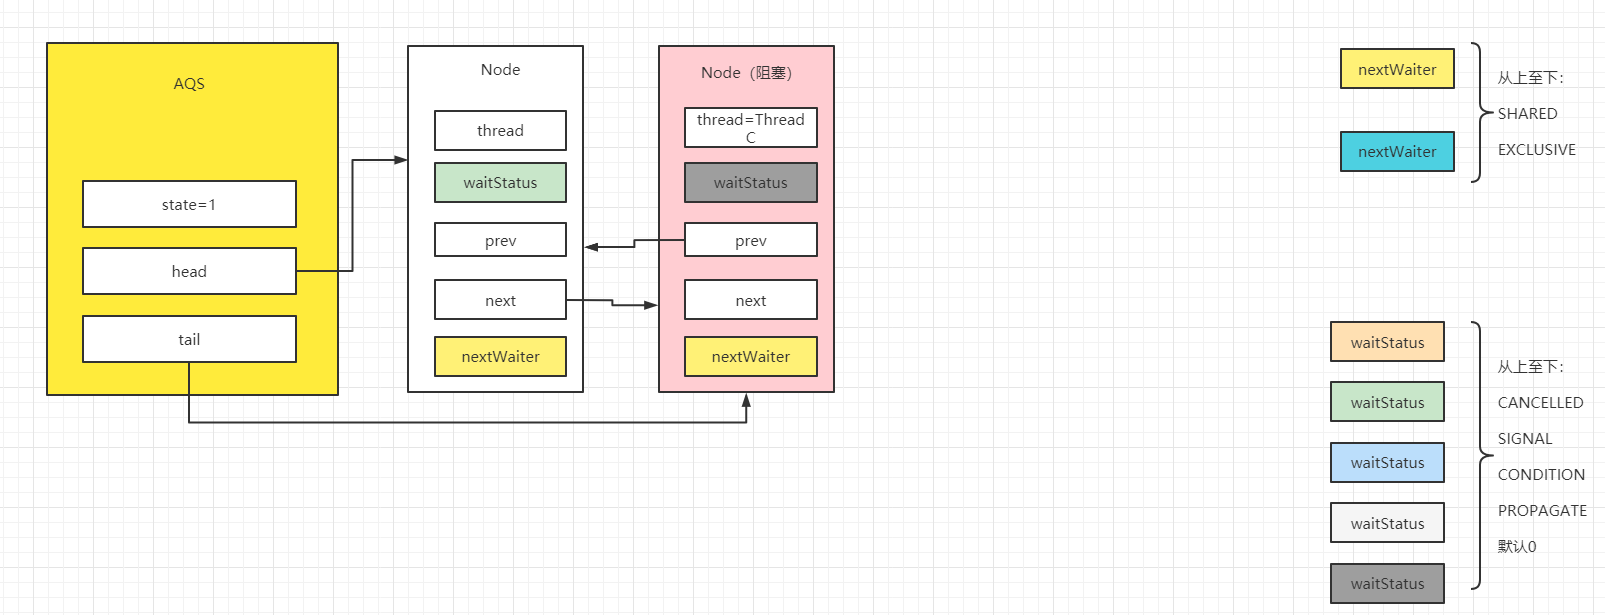 AQS
state=1
head
tail
Node
thread
waitStatus
prev
next
nextWaiter
Node（阻塞）
thread=Thread
C
waitStatus
prev
next
nextWaiter
nextWaiter
nextWaiter
从上至下：
SHARED
EXCLUSIVE
waitStatus
waitStatus
waitStatus
waitStatus
waitStatus
从上至下：
CANCELLED
SIGNAL
CONDITION
PROPAGATE
默认0